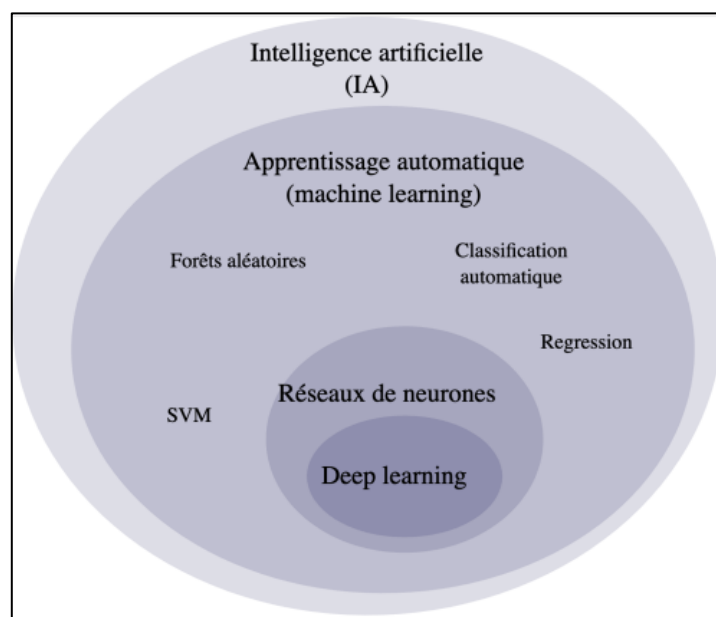 Intelligence artificielle
(IA)
Apprentissage automatique
(machine learning)
Forêts aléatoires
Classification
automatique
Regression
Réseaux de neurones
SVM
Deep learning